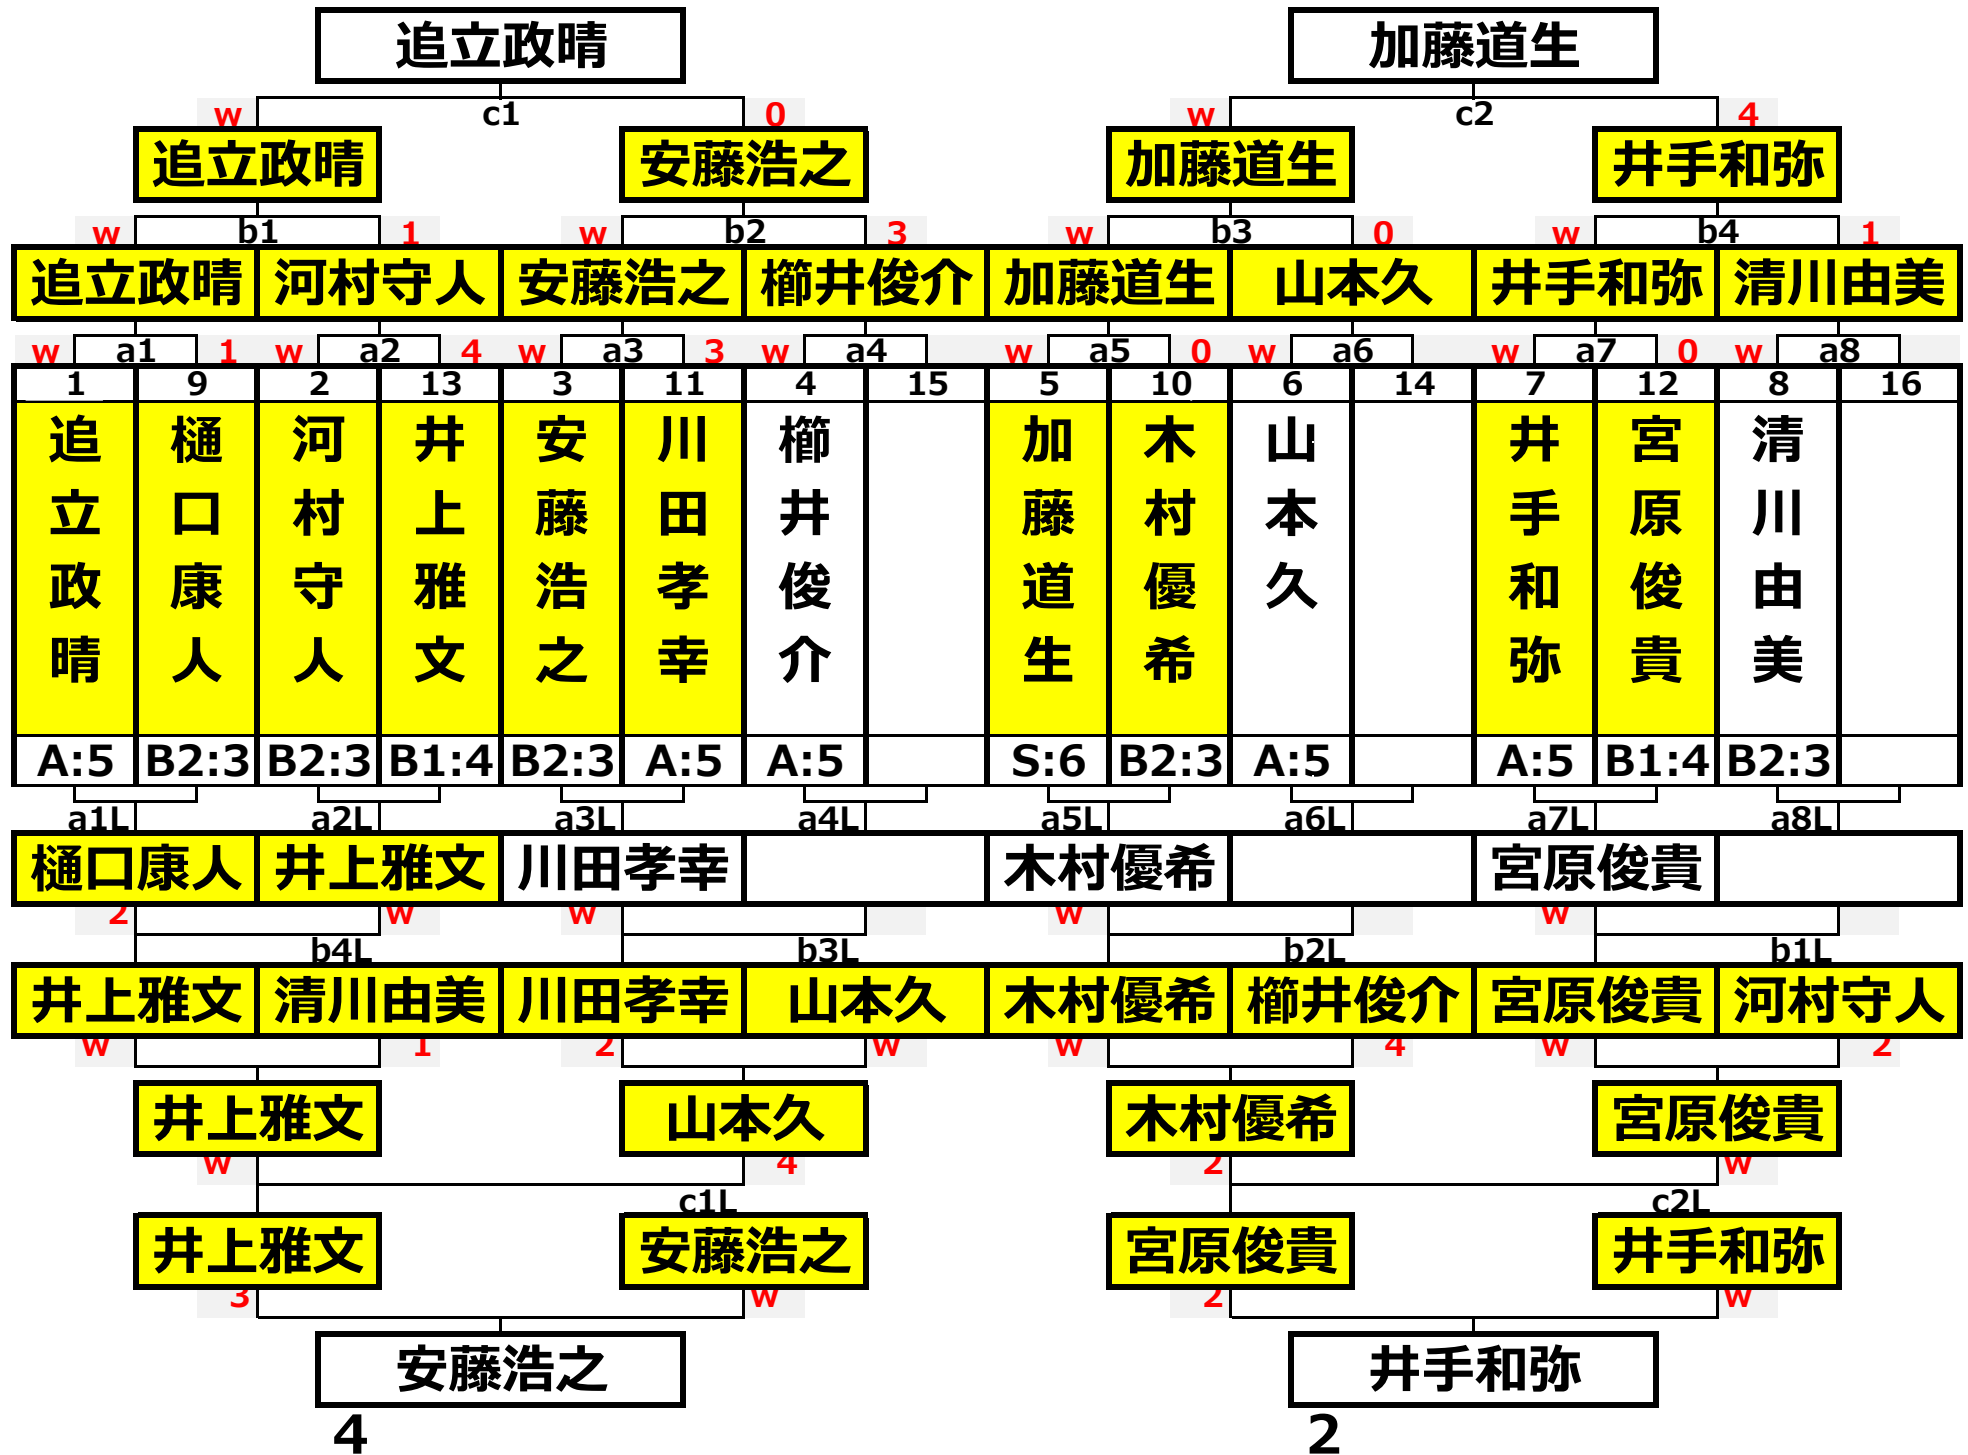 追立政晴 加藤道生
w c1 0 w c2 4
追立政晴 安藤浩之 加藤道生 井手和弥
w b1 1 w b2 3 w b3 0 w b4 1
追立政晴 河村守人 安藤浩之 櫛井俊介 加藤道生 山本久 井手和弥 清川由美
w a1 1 w a2 4 w a3 3 w a4 w a5 0 w a6 w a7 0 w a8
1 9 2 13 3 11 4 15 5 10 6 14 7 12 8 16
追立政晴 樋口康人 河村守人 井上雅文 安藤浩之 川田孝幸 櫛井俊介 加藤道生 木村優希 山本久 井手和弥 宮原俊貴 清川由美
A:5 B2:3 B2:3 B1:4 B2:3 A:5 A:5 S:6 B2:3 A:5 A:5 B1:4 B2:3
a1L a2L a3L a4L a5L a6L a7L a8L
樋口康人 井上雅文 川田孝幸 木村優希 宮原俊貴
2 w w w w
b4L b3L b2L b1L
井上雅文 清川由美 川田孝幸 山本久 木村優希 櫛井俊介 宮原俊貴 河村守人
w 1 2 w w 4 w 2
井上雅文 山本久 木村優希 宮原俊貴
w 4 2 w
c1L c2L
井上雅文 安藤浩之 宮原俊貴 井手和弥
3 w 2 w
安藤浩之 井手和弥
4 2